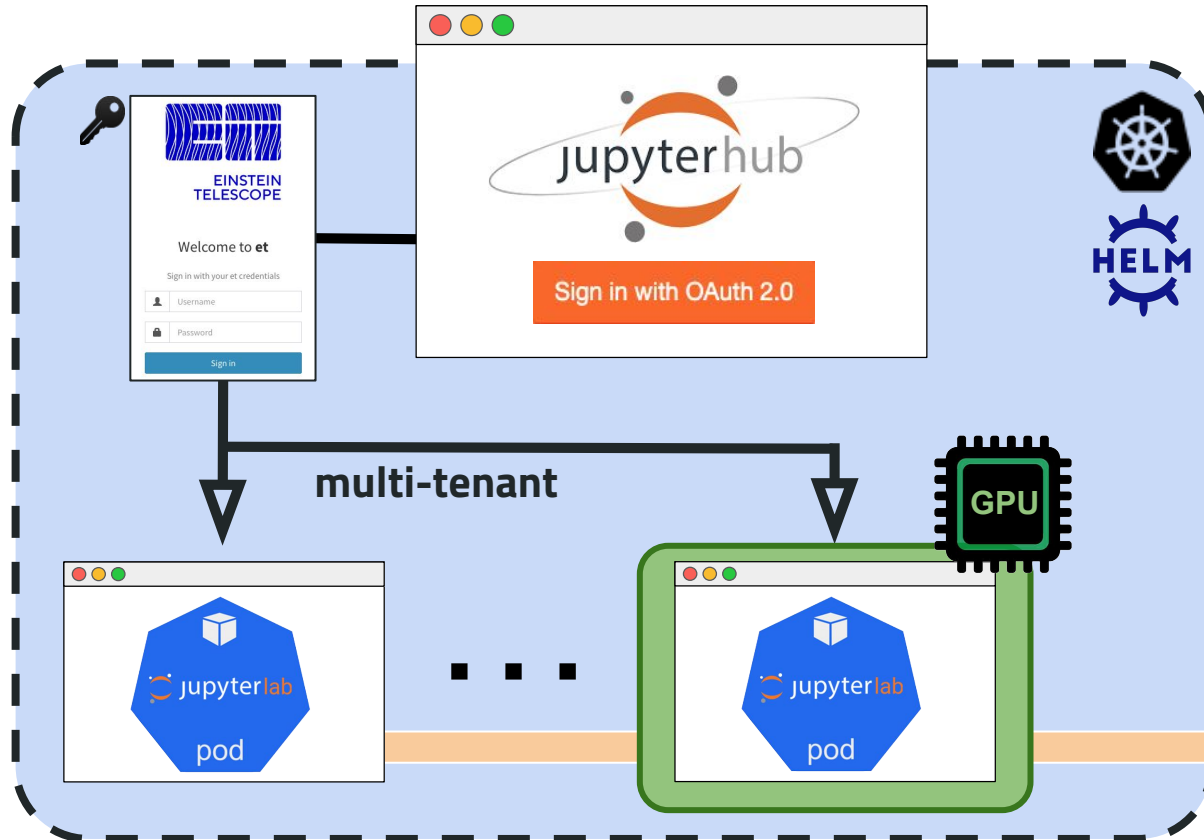 ET
EINSTEIN
TELESCOPE
Welcome to et
Sign in with your et credentials
Username
Password
Sign in
jupyterhub
Sign in with OAuth 2.0
HELM
multi-tenant
GPU
jupyterlab
pod
...
jupyterlab
pod